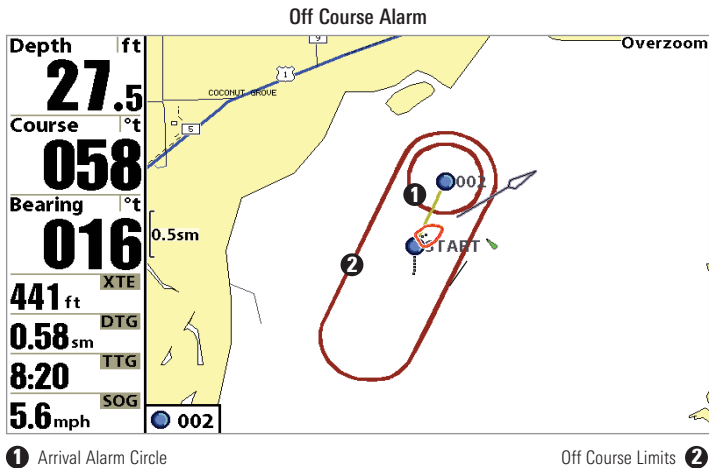 Off Course Alarm
Depth ft
27.5
Course °t
058
Bearing °t
016
XTE
441 ft
DTG
0.58 sm
TTG
8:20
SOG
5.6 mph
Overzoom
9
1
COCONUT GROVE
5
0.5sm
002
1
2
START
002
1 Arrival Alarm Circle
Off Course Limits 2